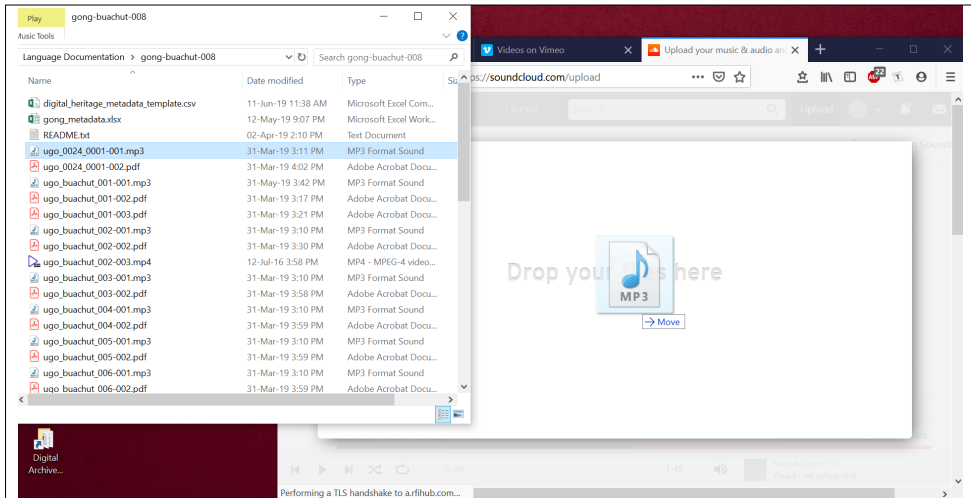 Play gong-buachut-008
Music Tools
Language Documentation > gong-buachut-008 Search gong-buachut-008
Name Date modified Type
digital_heritage_metadata_template.csv 11-Jun-19 11:38 AM Microsoft Excel Com...
gong_metadata.xlsx 12-May-19 9:07 PM Microsoft Excel Work...
README.txt 02-Apr-19 2:10 PM Text Document
ugo_0024_0001-001.mp3 31-Mar-19 3:11 PM MP3 Format Sound
ugo_0024_0001-002.pdf 31-Mar-19 4:02 PM Adobe Acrobat Docu...
ugo_buachut_001-001.mp3 31-May-19 3:42 PM MP3 Format Sound
ugo_buachut_001-002.pdf 31-Mar-19 3:17 PM Adobe Acrobat Docu...
ugo_buachut_001-003.pdf 31-Mar-19 3:21 PM Adobe Acrobat Docu...
ugo_buachut_002-001.mp3 31-Mar-19 3:10 PM MP3 Format Sound
ugo_buachut_002-002.pdf 31-Mar-19 3:30 PM Adobe Acrobat Docu...
ugo_buachut_002-003.mp4 12-Jul-16 3:58 PM MP4 - MPEG-4 video...
ugo_buachut_003-001.mp3 31-Mar-19 3:10 PM MP3 Format Sound
ugo_buachut_003-002.pdf 31-Mar-19 3:58 PM Adobe Acrobat Docu...
ugo_buachut_004-001.mp3 31-Mar-19 3:10 PM MP3 Format Sound
ugo_buachut_004-002.pdf 31-Mar-19 3:59 PM Adobe Acrobat Docu...
ugo_buachut_005-001.mp3 31-Mar-19 3:10 PM MP3 Format Sound
ugo_buachut_005-002.pdf 31-Mar-19 3:59 PM Adobe Acrobat Docu...
ugo_buachut_006-001.mp3 31-Mar-19 3:10 PM MP3 Format Sound
ugo_buachut_006-002.pdf 31-Mar-19 3:59 PM Adobe Acrobat Docu...
Videos on Vimeo Upload your music & audio an
ps://soundcloud.com/upload ABP 22
Library Upload
Drop your s here
MP3
Move
Digital
Archive...
0:00 1:45
Performing a TLS handshake to a.rfihub.com...